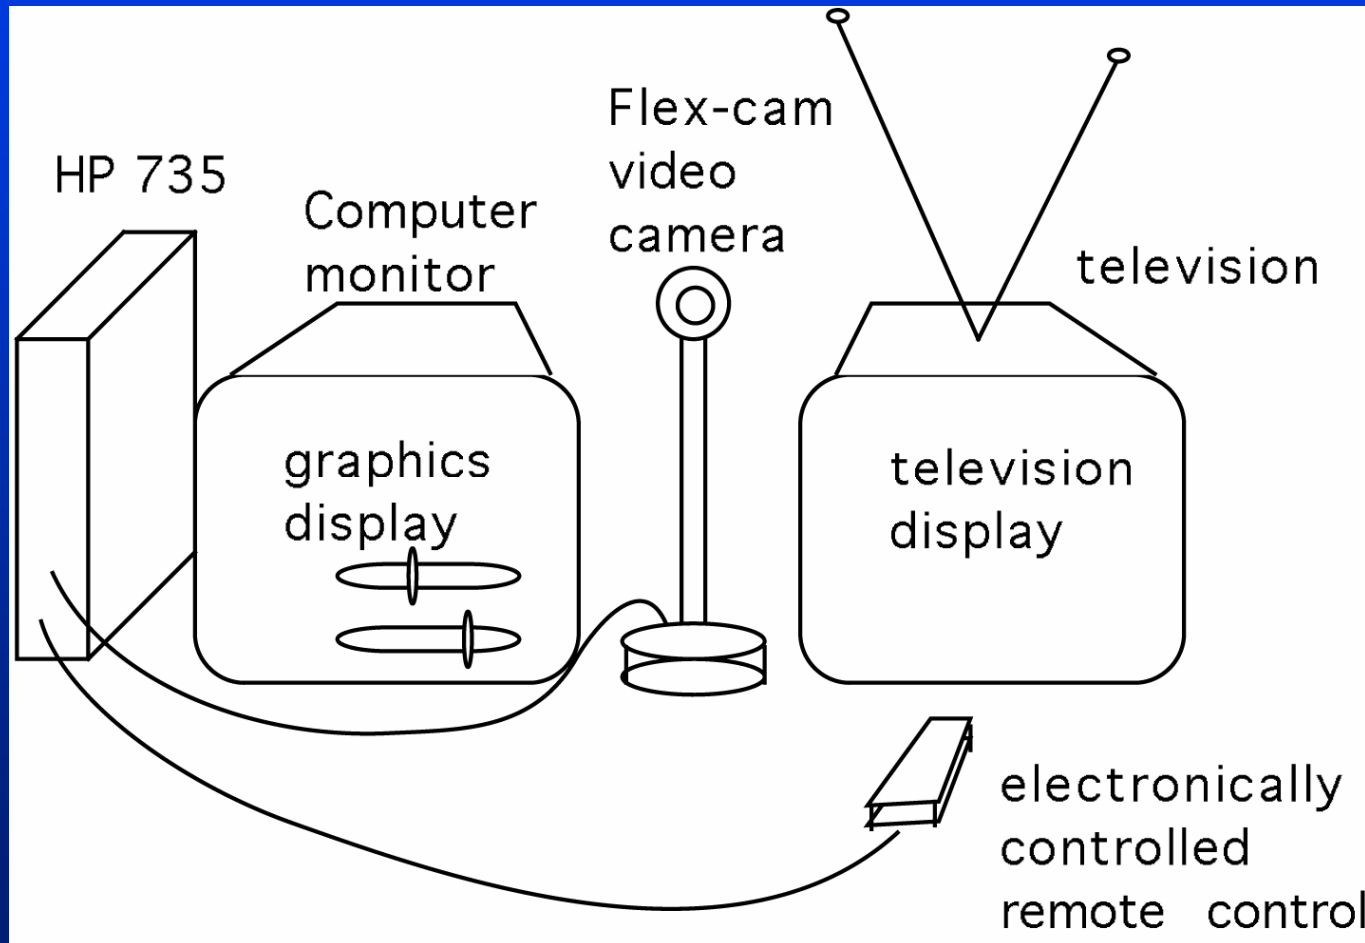 HP 735
Computer
monitor
Flex-cam
video
camera
television
graphics
display
television
display
electronically
controlled
remote control